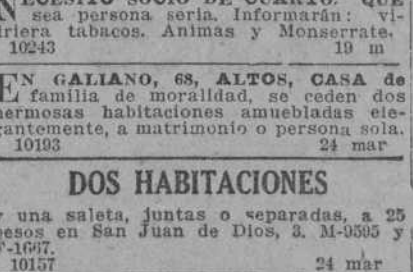 NECESITO SOCIO DE CUARTO. QUE
sea persona seria. Informarán: vi-
driera tabacos. Animas y Monserrate.
10243 19 m
EN GALIANO, 68, ALTOS, CASA de
familia de moralidad, se ceden dos
hermosas habitaciones amuebladas ele-
gantemente, a matrimonio o persona sola.
10193 24 mar
DOS HABITACIONES
y una saleta, juntas o separadas, a 25
pesos en San Juan de Dios, 3. M-9595 y
F-1667.
10157 24 mar